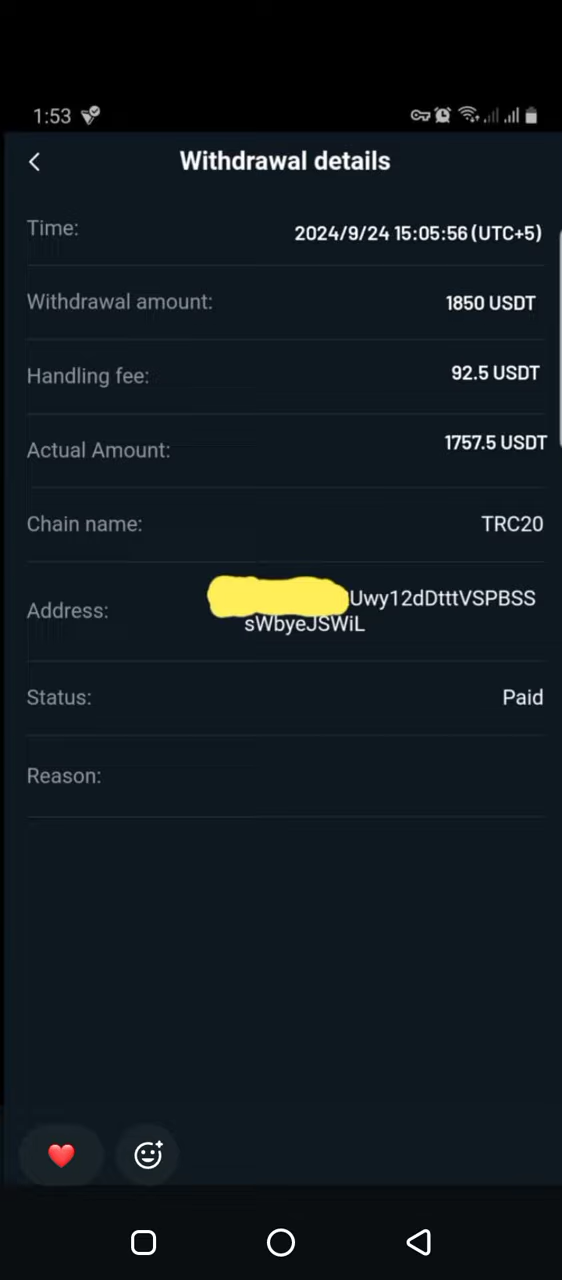 1:53
Withdrawal details
Time: 2024/9/24 15:05:56 (UTC+5)
Withdrawal amount: 1850 USDT
Handling fee: 92.5 USDT
Actual Amount: 1757.5 USDT
Chain name: TRC20
Address: Uwy12dDtttVSPBSS
sWbyeJSWiL
Status: Paid
Reason: